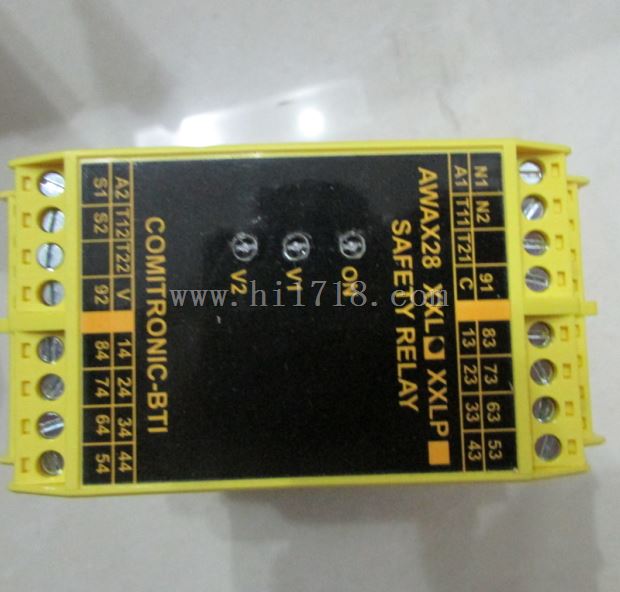 N1 N2 91 83 73 63 53
A1 T11 T21 C 13 23 33 43
AWAX28 XXL XXLP
SAFETY RELAY
ON
V1
V2
COMITRONIC-BTI
A2 T12 T22 V 14 24 34 44
S1 S2 92 84 74 64 54
www.hi1718.com